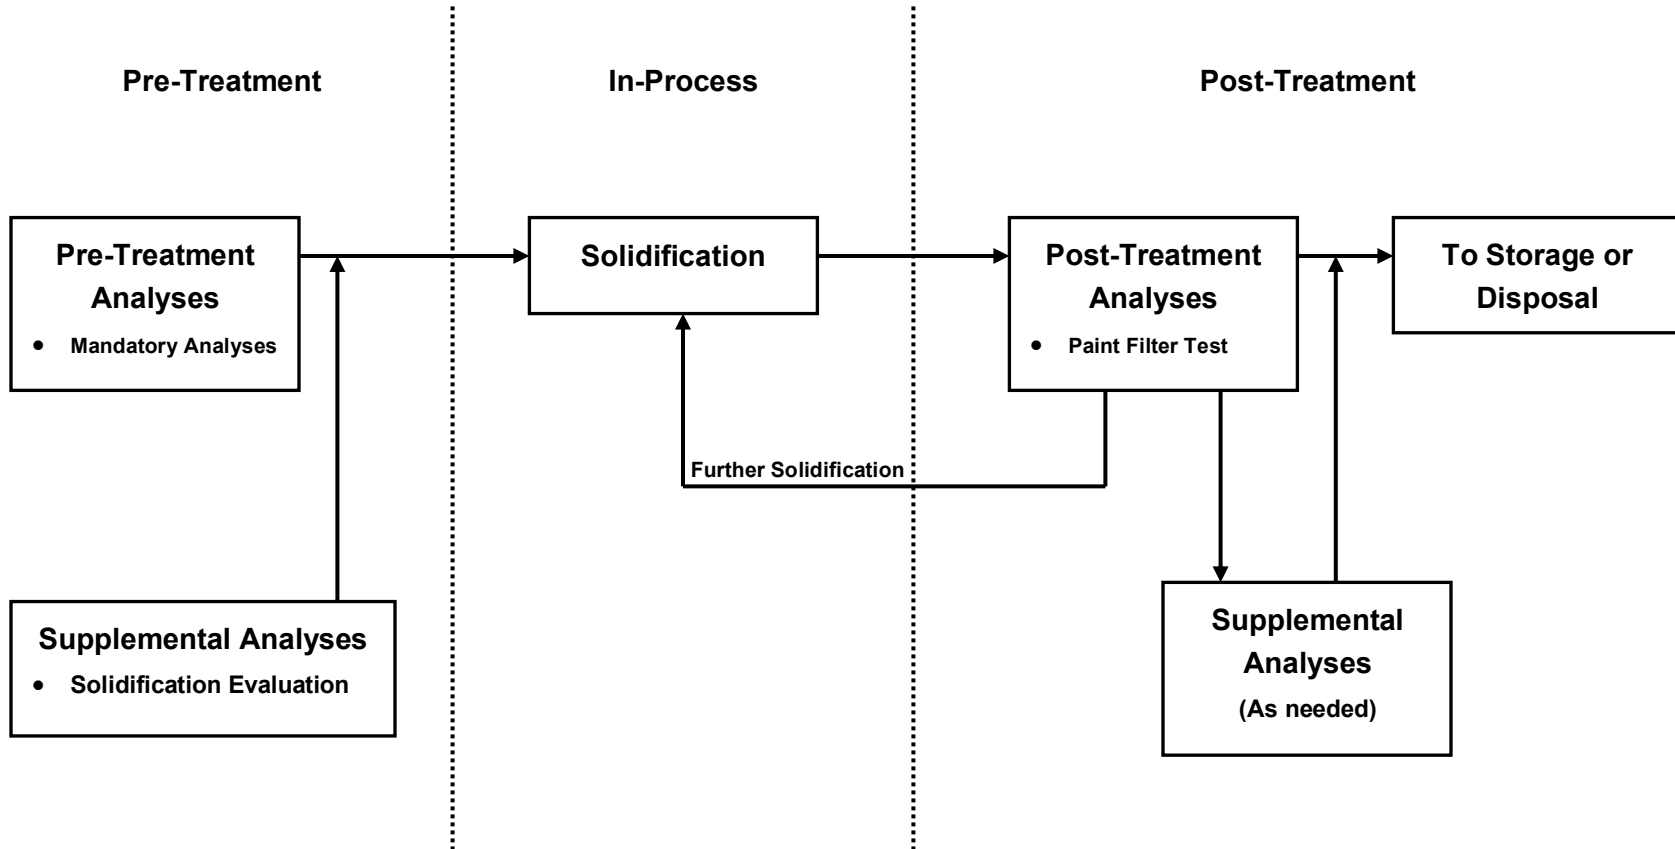 Pre-Treatment
In-Process
Post-Treatment
Pre-Treatment
Analyses
• Mandatory Analyses
Solidification
Post-Treatment
Analyses
• Paint Filter Test
To Storage or
Disposal
Further Solidification
Supplemental Analyses
• Solidification Evaluation
Supplemental
Analyses
(As needed)